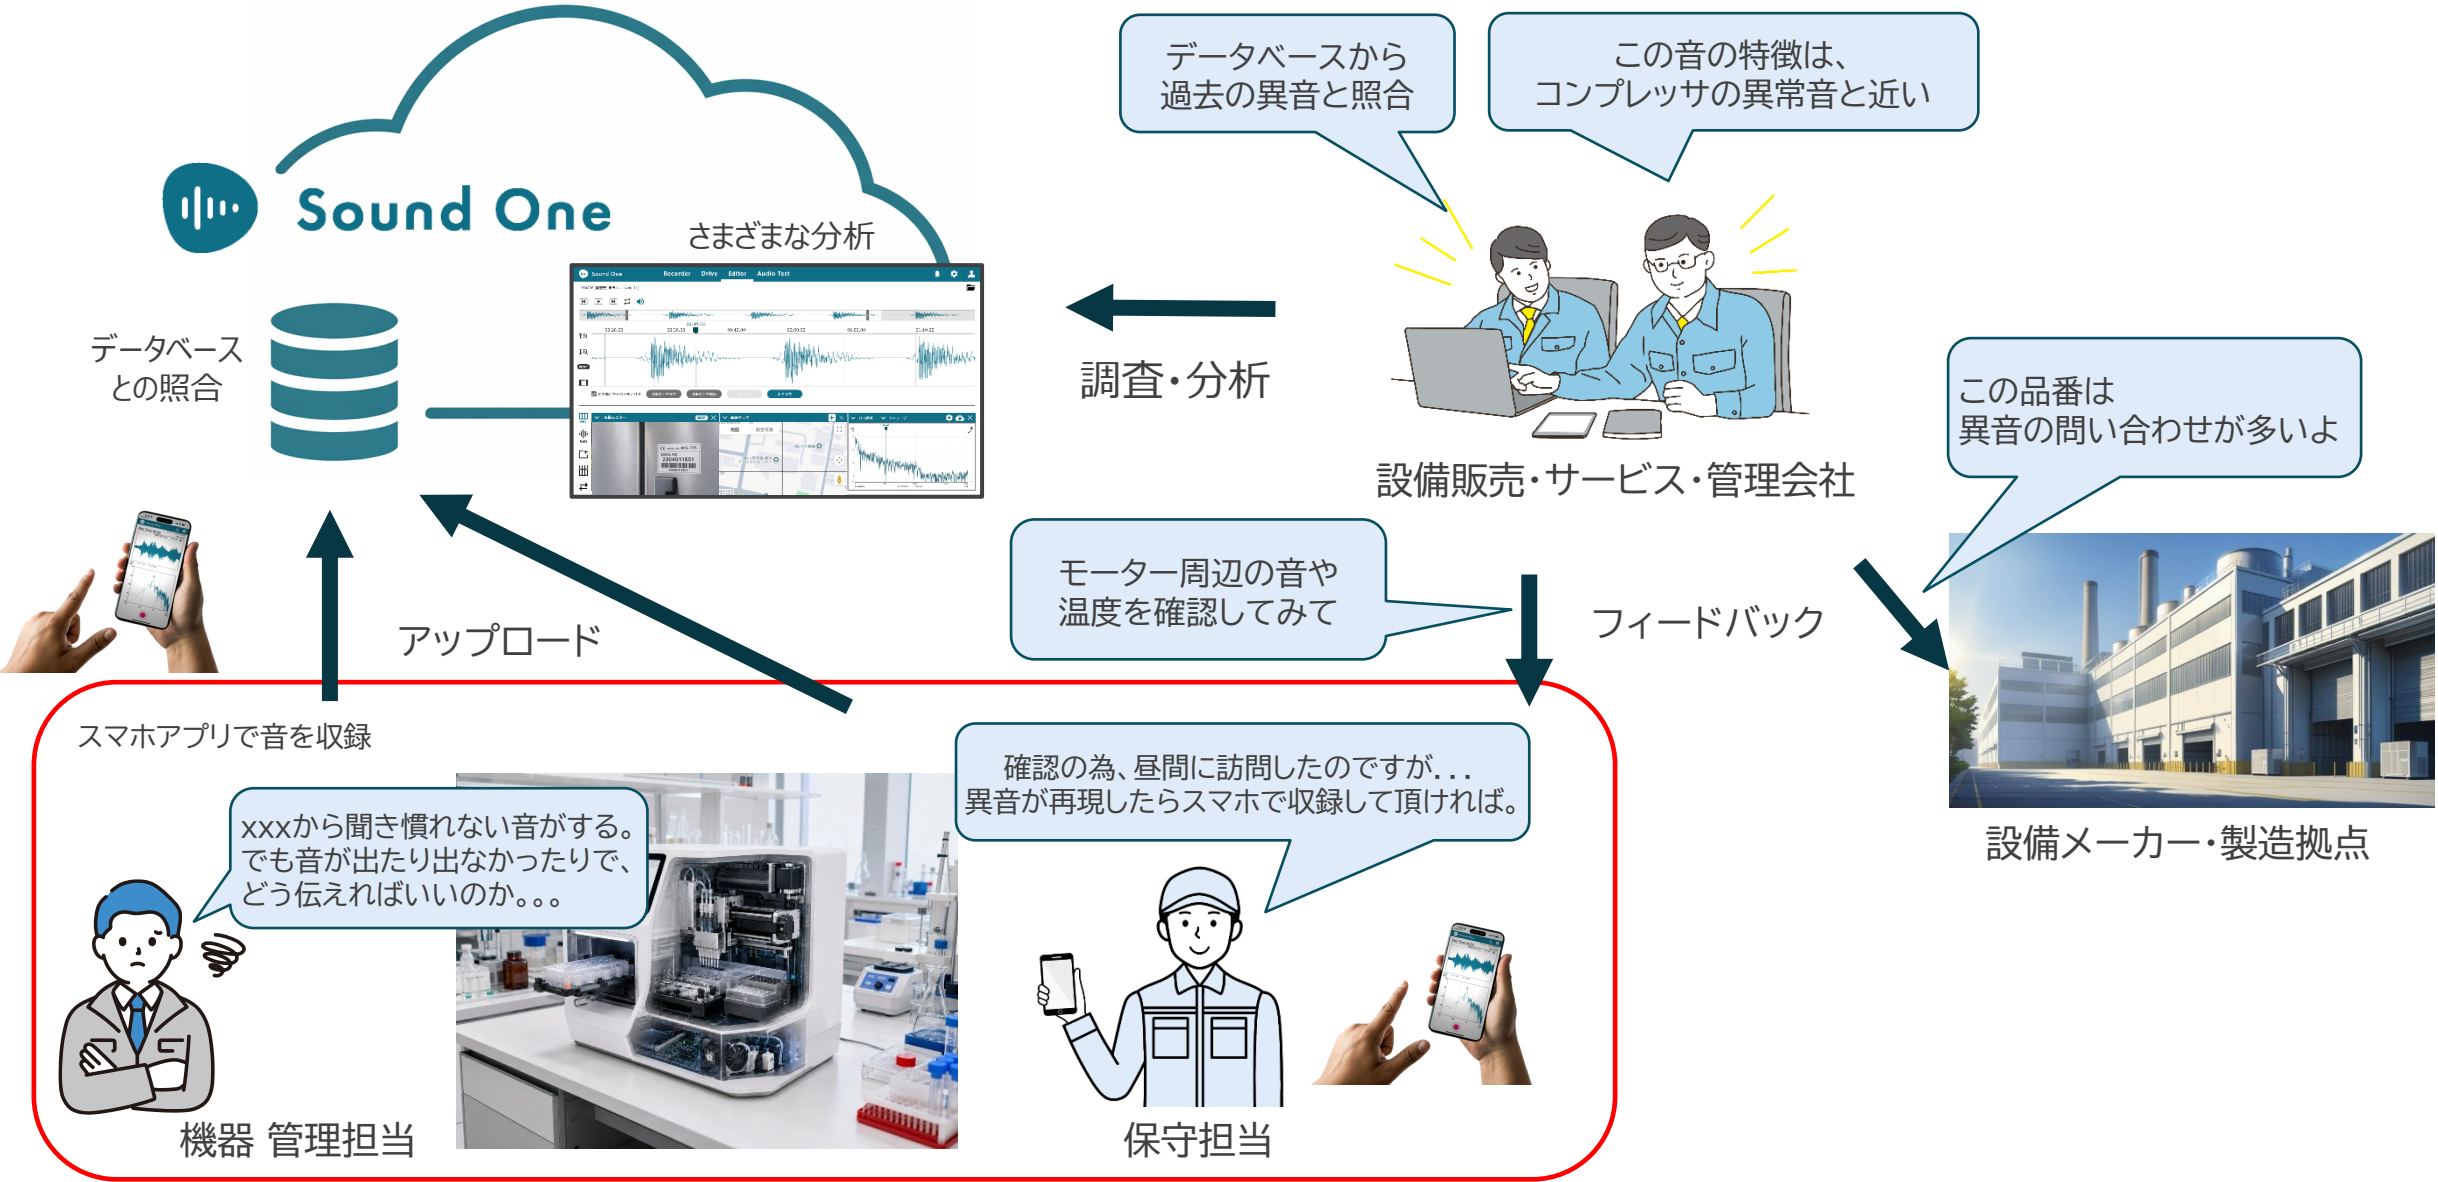 データベースから
過去の異音と照合
この音の特徴は、
コンプレッサの異常音と近い
Sound One
さまざまな分析
Sound One
Recorder Drive Editor Audio Test
データベース
との照合
調査・分析
設備販売・サービス・管理会社
この品番は
異音の問い合わせが多いよ
モーター周辺の音や
温度を確認してみて
フィードバック
アップロード
設備メーカー・製造拠点
スマホアプリで音を収録
xxxから聞き慣れない音がする。
でも音が出たり出なかったりで、
どう伝えればいいのか。。。
確認の為、昼間に訪問したのですが...
異音が再現したらスマホで収録して頂ければ。
機器 管理担当
保守担当